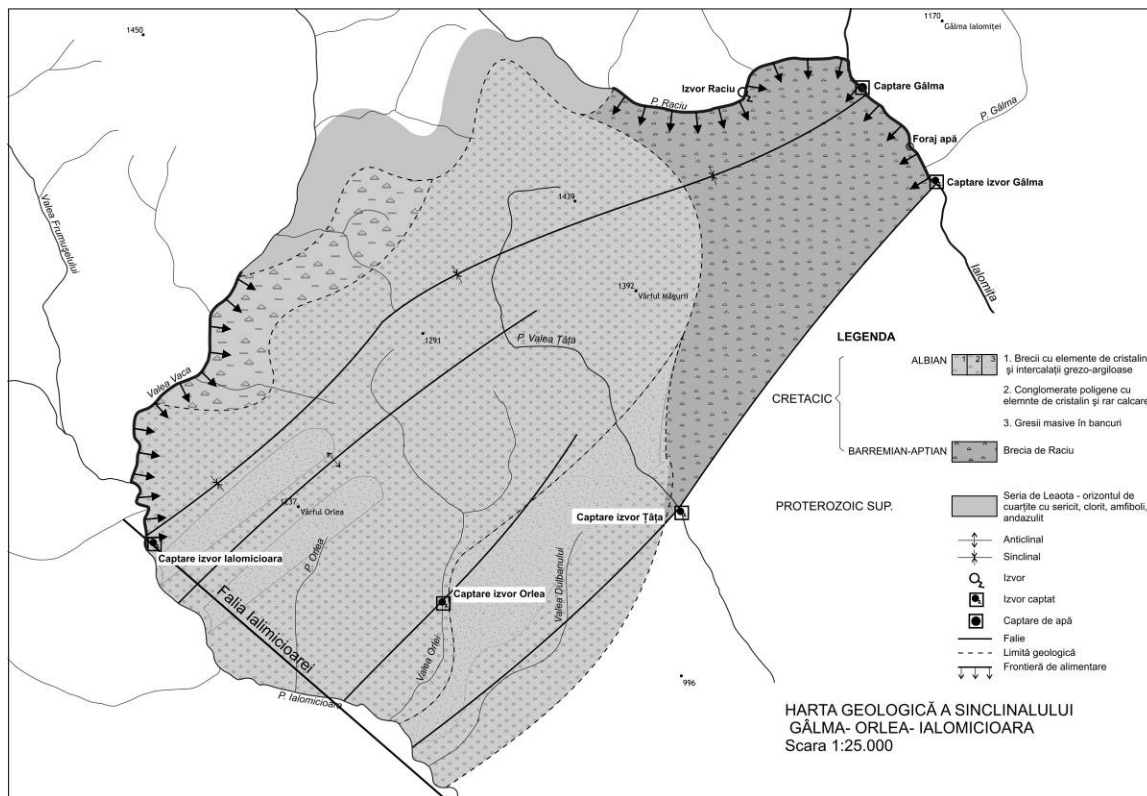 1450
1170
Gâlma Ialomiței
Izvor Raciu
Captare Gâlma
P. Raciu
P. Gâlma
Foraj apă
Captare izvor Gâlma
Valea Frumușelului
1439
Ialomița
1392
Vârful Măgurii
1291
P. Valea Țâța
Valea Vaca
1237
Vârful Orlea
Captare izvor Țâța
Captare izvor Ialomicioara
P. Orlea
Captare izvor Orlea
Valea Dulbanului
Falia Ialimicioarei
Valea Orlei
P. Ialomicioara
996
LEGENDA
CRETACIC
ALBIAN
1 2 3
1. Brecii cu elemente de cristalin
și intercalații grezo-argiloase
2. Conglomerate poligene cu
elemnte de cristalin și rar calcare
3. Gresii masive în bancuri
BARREMIAN-APTIAN
Brecia de Raciu
PROTEROZOIC SUP.
Seria de Leaota - orizontul de
cuarțite cu sericit, clorit, amfiboli,
andazulit
Anticlinal
Sinclinal
Izvor
Izvor captat
Captare de apă
Falie
Limită geologică
Frontieră de alimentare
HARTA GEOLOGICĂ A SINCLINALULUI
GÂLMA- ORLEA- IALOMICIOARA
Scara 1:25.000